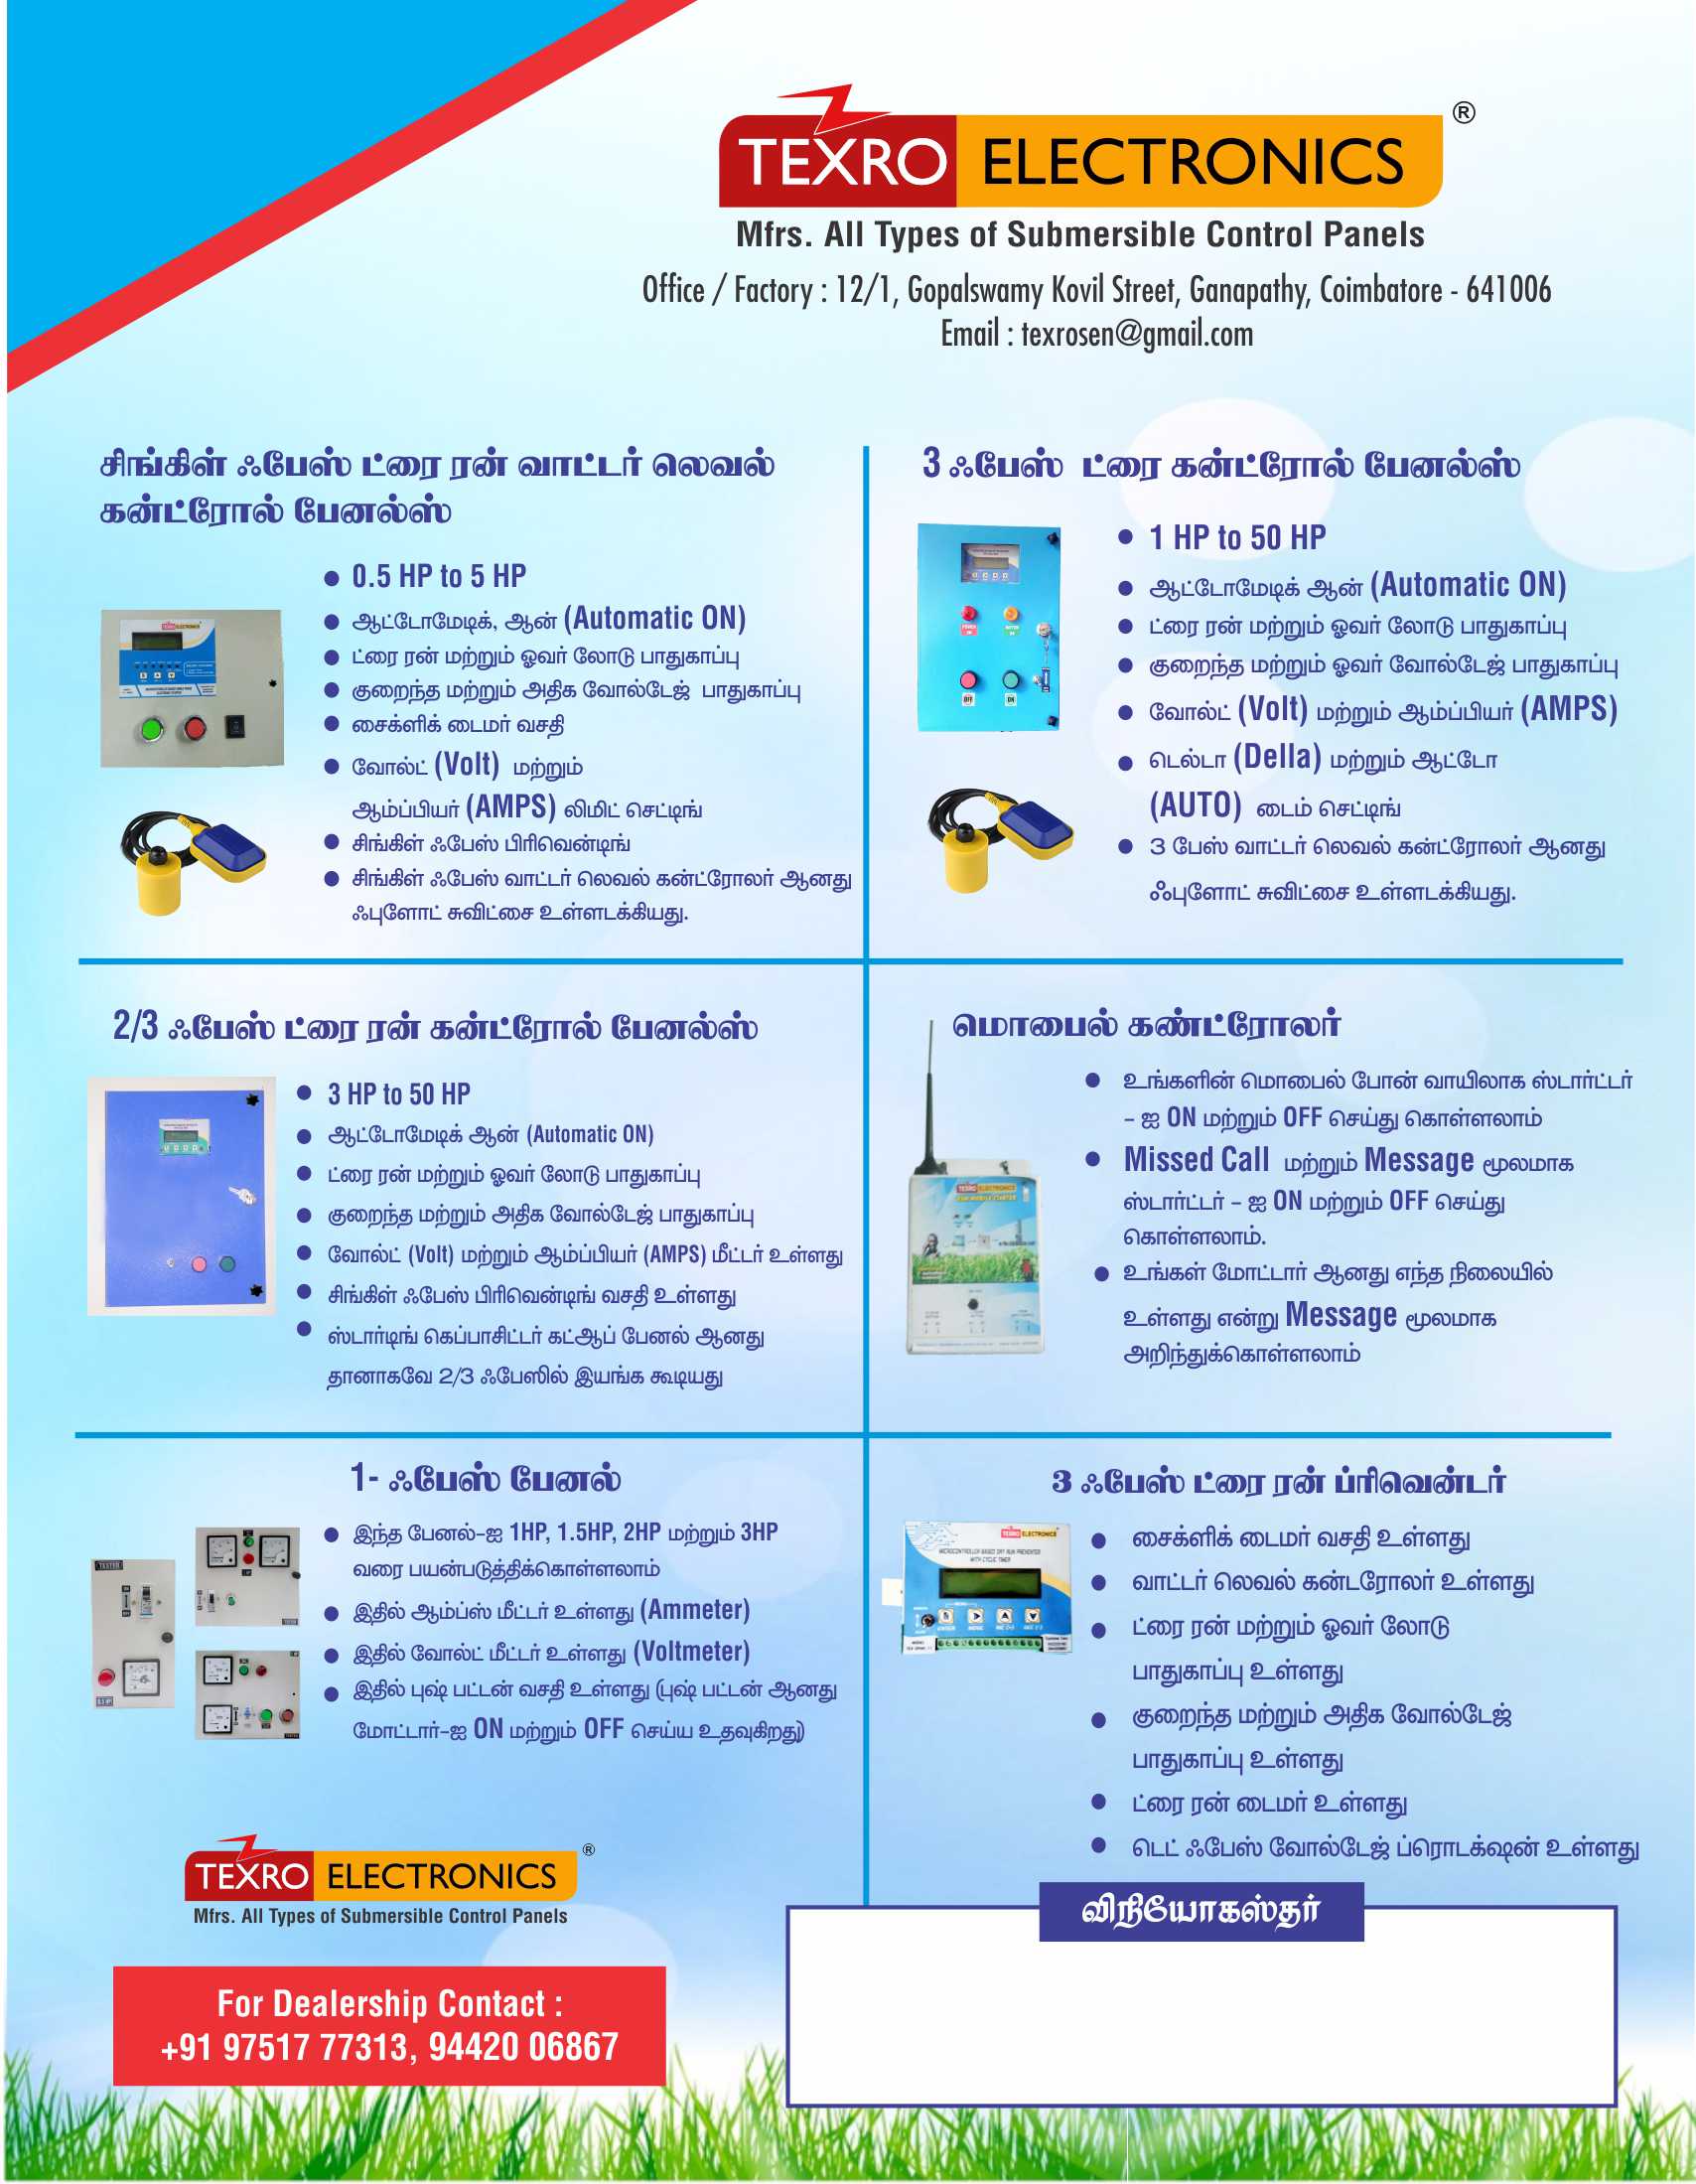 TEXRO ELECTRONICS ®
Mfrs. All Types of Submersible Control Panels
Office / Factory : 12/1, Gopalswamy Kovil Street, Ganapathy, Coimbatore - 641006
Email : texrosen@gmail.com
சிங்கிள் ஃபேஸ் ட்ரை ரன் வாட்டர் லெவல்
கன்ட்ரோல் பேனல்ஸ்
● 0.5 HP to 5 HP
● ஆட்டோமேடிக், ஆன் (Automatic ON)
● ட்ரை ரன் மற்றும் ஓவர் லோடு பாதுகாப்பு
● குறைந்த மற்றும் அதிக வோல்டேஜ் பாதுகாப்பு
● சைக்ளிக் டைமர் வசதி
● வோல்ட் (Volt) மற்றும்
ஆம்ப்பியர் (AMPS) லிமிட் செட்டிங்
● சிங்கிள் ஃபேஸ் பிரிவென்டிங்
● சிங்கிள் ஃபேஸ் வாட்டர் லெவல் கன்ட்ரோலர் ஆனது
ஃபுளோட் சுவிட்சை உள்ளடக்கியது.
3 ஃபேஸ் ட்ரை கன்ட்ரோல் பேனல்ஸ்
● 1 HP to 50 HP
● ஆட்டோமேடிக் ஆன் (Automatic ON)
● ட்ரை ரன் மற்றும் ஓவர் லோடு பாதுகாப்பு
● குறைந்த மற்றும் ஓவர் வோல்டேஜ் பாதுகாப்பு
● வோல்ட் (Volt) மற்றும் ஆம்ப்பியர் (AMPS)
● டெல்டா (Della) மற்றும் ஆட்டோ
(AUTO) டைம் செட்டிங்
● 3 பேஸ் வாட்டர் லெவல் கன்ட்ரோலர் ஆனது
ஃபுளோட் சுவிட்சை உள்ளடக்கியது.
2/3 ஃபேஸ் ட்ரை ரன் கன்ட்ரோல் பேனல்ஸ்
● 3 HP to 50 HP
● ஆட்டோமேடிக் ஆன் (Automatic ON)
● ட்ரை ரன் மற்றும் ஓவர் லோடு பாதுகாப்பு
● குறைந்த மற்றும் அதிக வோல்டேஜ் பாதுகாப்பு
● வோல்ட் (Volt) மற்றும் ஆம்ப்பியர் (AMPS) மீட்டர் உள்ளது
● சிங்கிள் ஃபேஸ் பிரிவென்டிங் வசதி உள்ளது
● ஸ்டார்டிங் கெப்பாசிட்டர் கட்ஆப் பேனல் ஆனது
தானாகவே 2/3 ஃபேஸில் இயங்க கூடியது
மொபைல் கண்ட்ரோலர்
● உங்களின் மொபைல் போன் வாயிலாக ஸ்டார்ட்டர்
- ஐ ON மற்றும் OFF செய்து கொள்ளலாம்
● Missed Call மற்றும் Message மூலமாக
ஸ்டார்ட்டர் - ஐ ON மற்றும் OFF செய்து
கொள்ளலாம்.
● உங்கள் மோட்டார் ஆனது எந்த நிலையில்
உள்ளது என்று Message மூலமாக
அறிந்துக்கொள்ளலாம்
1- ஃபேஸ் பேனல்
● இந்த பேனல்-ஐ 1HP, 1.5HP, 2HP மற்றும் 3HP
வரை பயன்படுத்திக்கொள்ளலாம்
● இதில் ஆம்ப்ஸ் மீட்டர் உள்ளது (Ammeter)
● இதில் வோல்ட் மீட்டர் உள்ளது (Voltmeter)
● இதில் புஷ் பட்டன் வசதி உள்ளது (புஷ் பட்டன் ஆனது
மோட்டார்-ஐ ON மற்றும் OFF செய்ய உதவுகிறது)
3 ஃபேஸ் ட்ரை ரன் ப்ரிவென்டர்
TEXRO ELECTRONICS
MICROCONTROLLER BASED DRY RUN PREVENTER
WITH CYCLIC TIMER
● சைக்ளிக் டைமர் வசதி உள்ளது
● வாட்டர் லெவல் கன்டரோலர் உள்ளது
● ட்ரை ரன் மற்றும் ஓவர் லோடு
பாதுகாப்பு உள்ளது
● குறைந்த மற்றும் அதிக வோல்டேஜ்
பாதுகாப்பு உள்ளது
● ட்ரை ரன் டைமர் உள்ளது
● டெட் ஃபேஸ் வோல்டேஜ் ப்ரொடக்ஷன் உள்ளது
TEXRO ELECTRONICS ®
Mfrs. All Types of Submersible Control Panels
For Dealership Contact :
+91 97517 77313, 94420 06867
விநியோகஸ்தர்